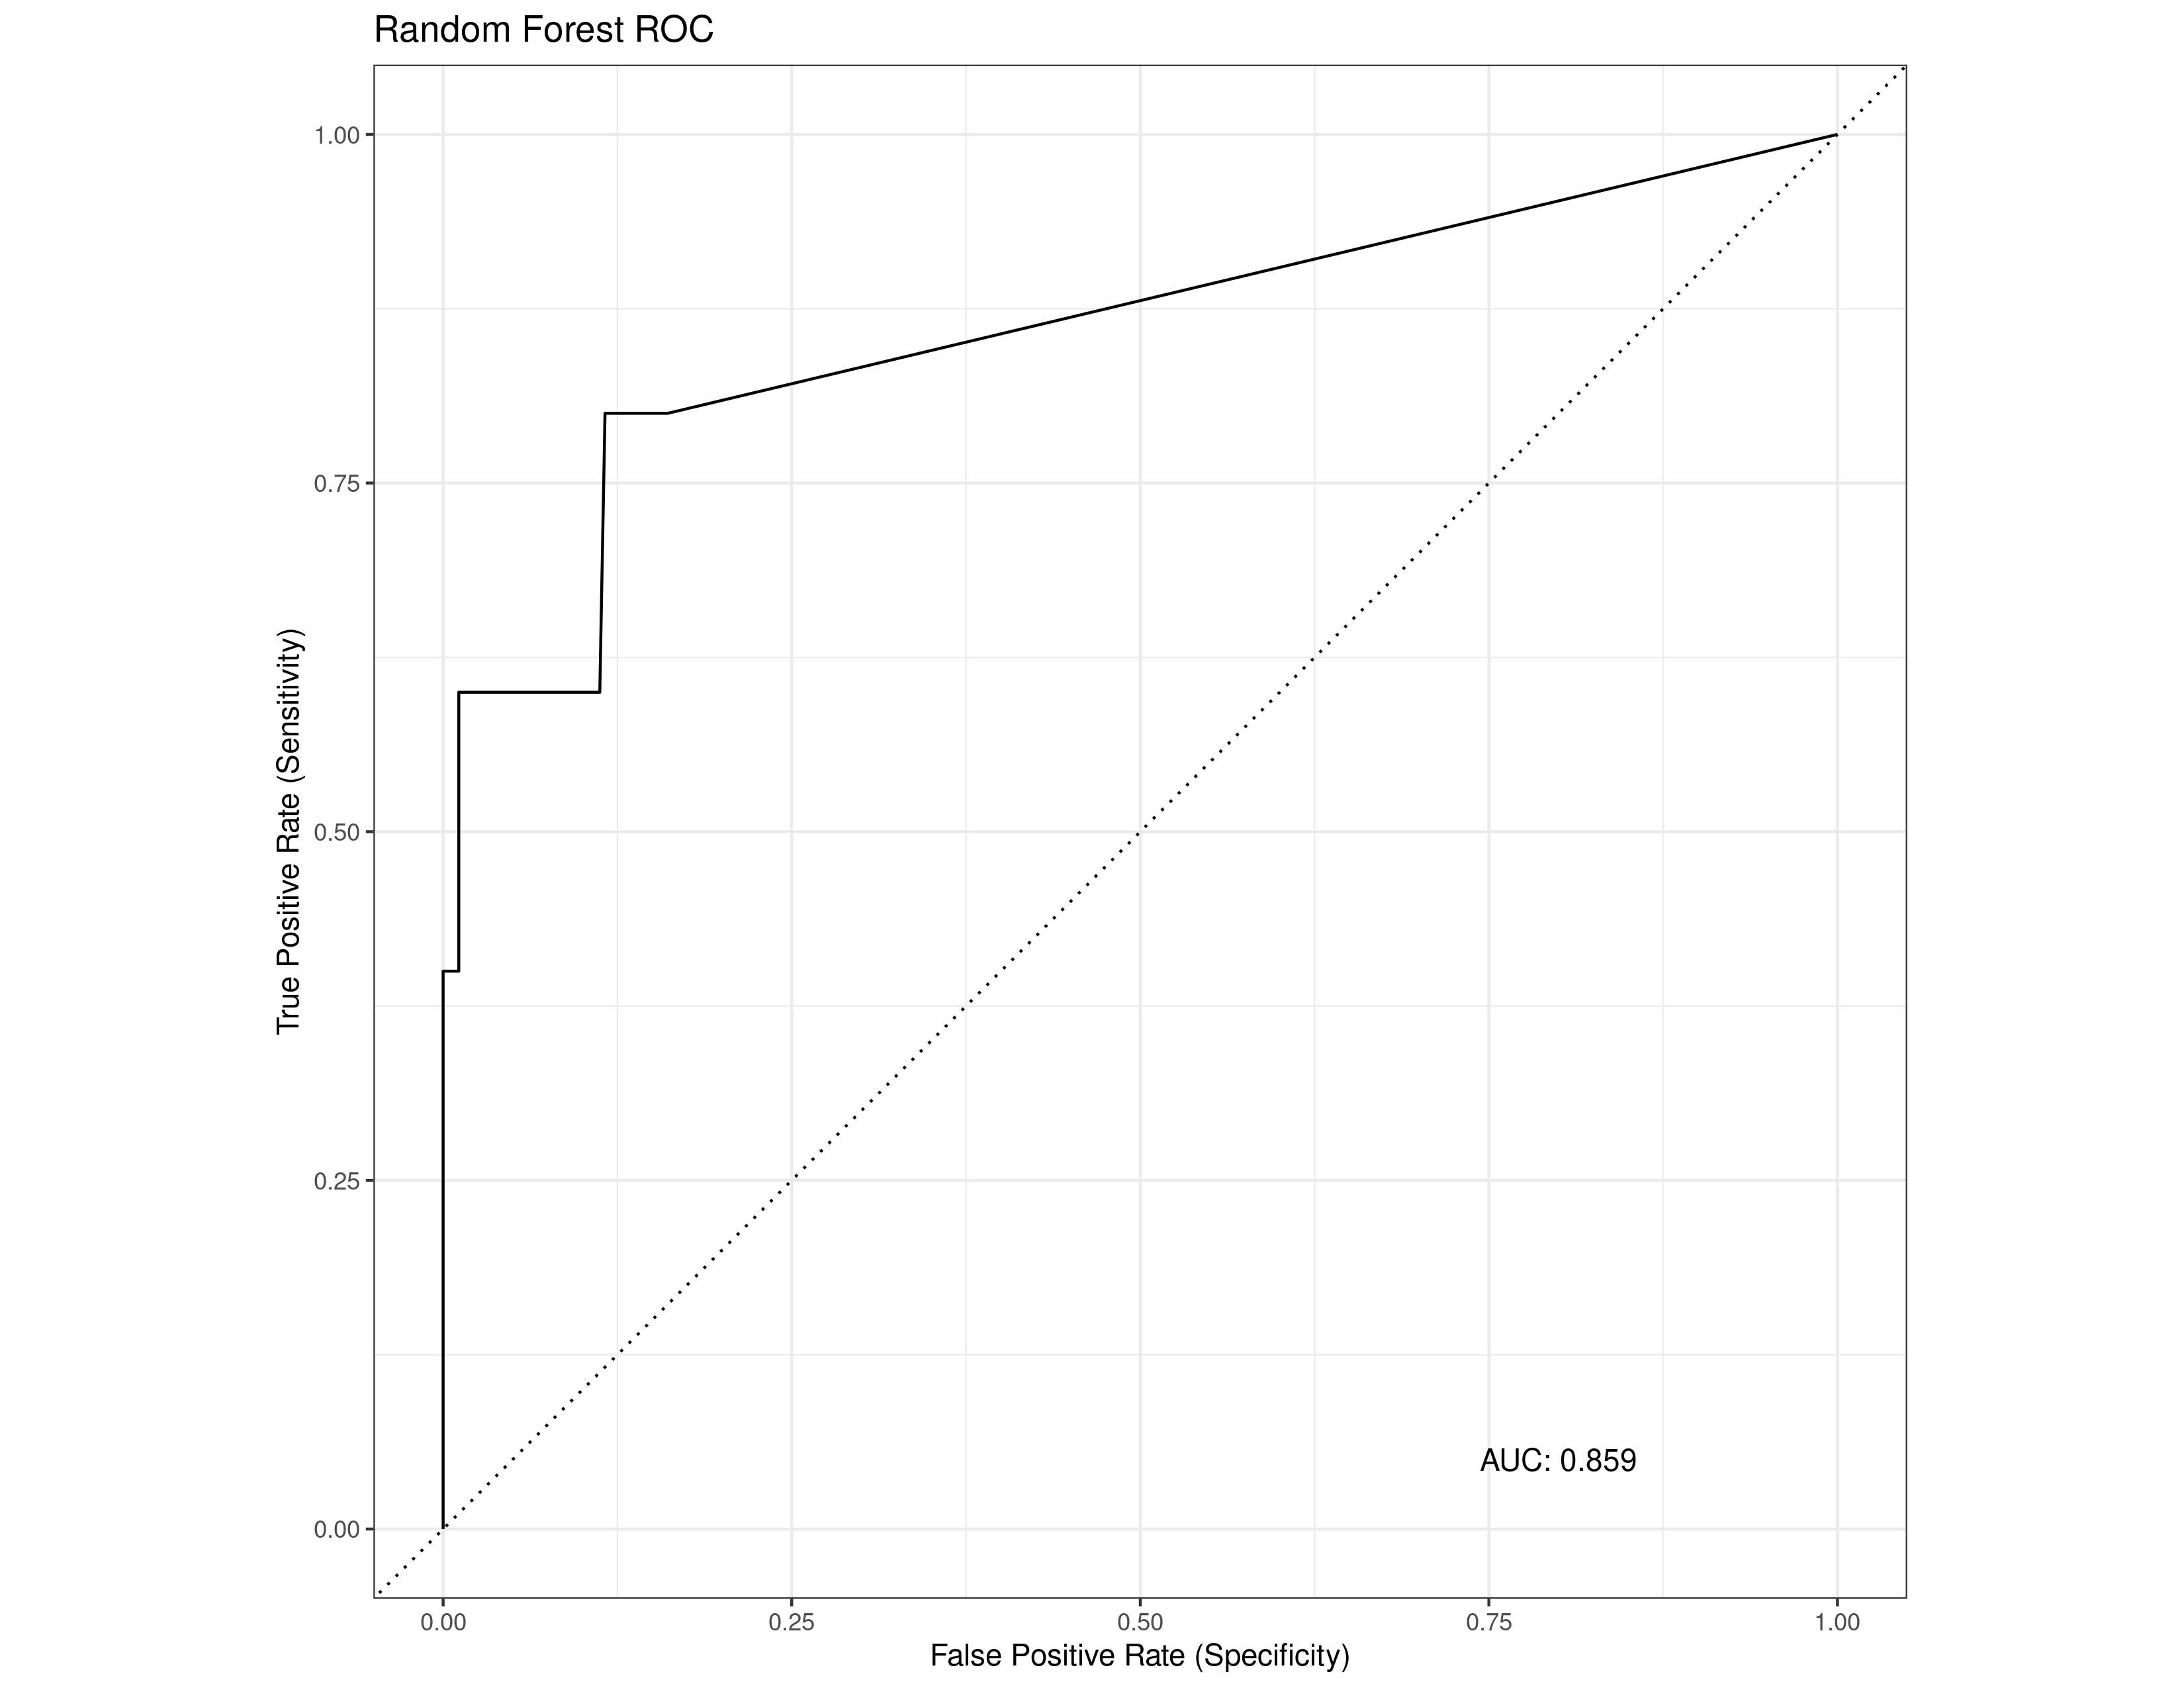 Random Forest ROC
1.00
0.75
0.50
0.25
0.00
True Positive Rate (Sensitivity)
AUC: 0.859
0.00 0.25 0.50 0.75 1.00
False Positive Rate (Specificity)